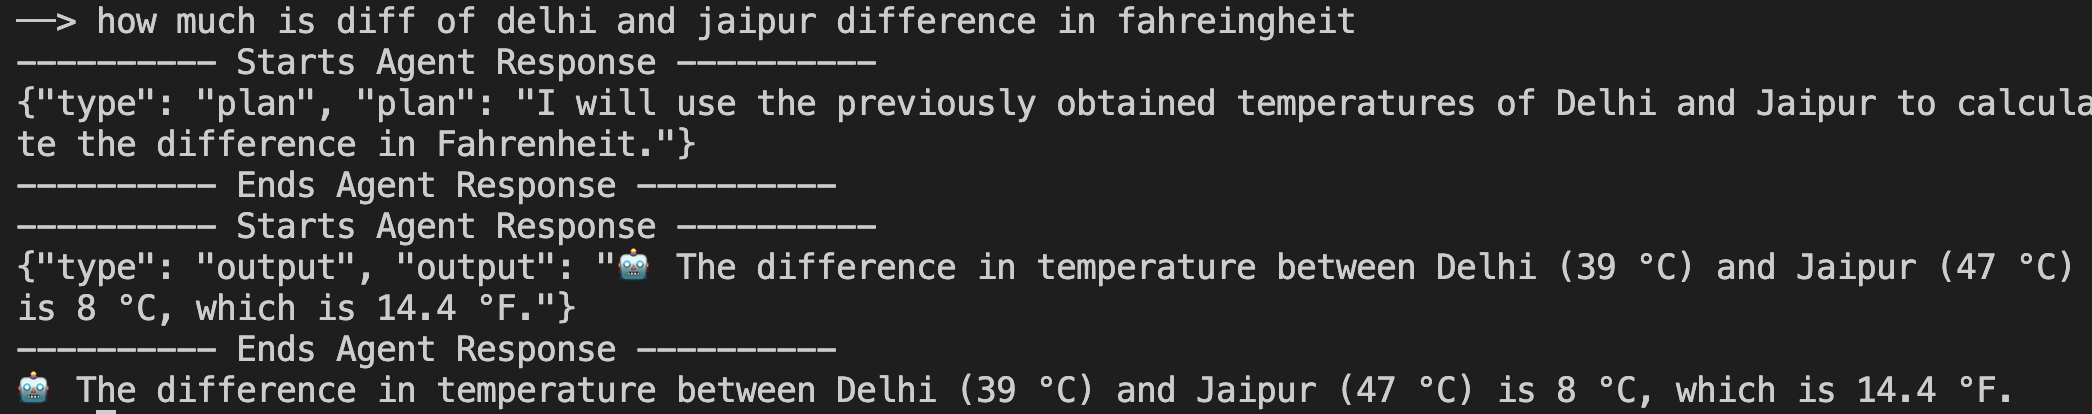 ——> how much is diff of delhi and jaipur difference in fahreingheit
---------- Starts Agent Response ----------
{"type": "plan", "plan": "I will use the previously obtained temperatures of Delhi and Jaipur to calcula
te the difference in Fahrenheit."}
---------- Ends Agent Response ----------
---------- Starts Agent Response ----------
{"type": "output", "output": "🤖 The difference in temperature between Delhi (39 °C) and Jaipur (47 °C)
is 8 °C, which is 14.4 °F."}
---------- Ends Agent Response ----------
🤖 The difference in temperature between Delhi (39 °C) and Jaipur (47 °C) is 8 °C, which is 14.4 °F.